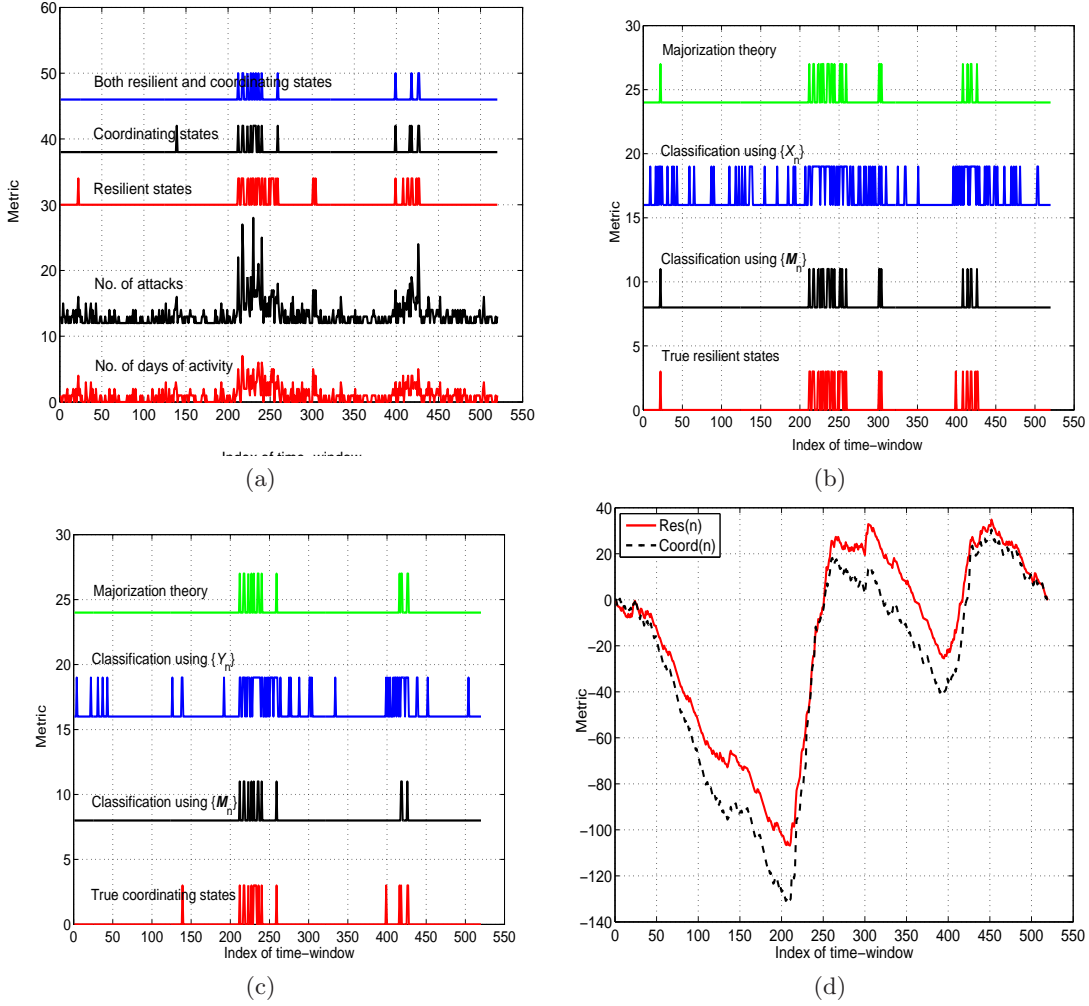 60
50
40
30
20
10
0
Metric
Both resilient and coordinating states
Coordinating states
Resilient states
No. of attacks
No. of days of activity
0 50 100 150 200 250 300 350 400 450 500 550
Index of time−window
(a)
30
25
20
15
10
5
0
Metric
Majorization theory
Classification using {X_n}
Classification using {M_n}
True resilient states
0 50 100 150 200 250 300 350 400 450 500 550
Index of time−window
(b)
30
25
20
15
10
5
0
Metric
Majorization theory
Classification using {Y_n}
Classification using {M_n}
True coordinating states
0 50 100 150 200 250 300 350 400 450 500 550
Index of time−window
(c)
40
20
0
−20
−40
−60
−80
−100
−120
−140
Metric
Res(n)
Coord(n)
0 50 100 150 200 250 300 350 400 450 500 550
Index of time−window
(d)